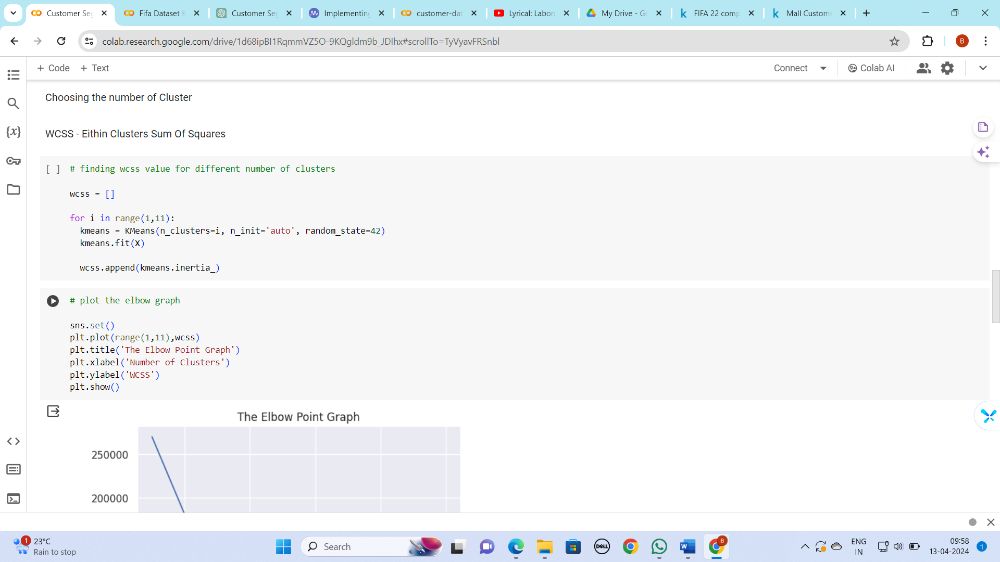 Customer Seg
Fifa Dataset K
Customer Seg
Implementing
customer-dat
Lyrical: Labon
My Drive - Go
FIFA 22 comp
Mall Custome
colab.research.google.com/drive/1d68ipBI1RqmmVZ5O-9KQgldm9b_JDIhx#scrollTo=TyVyavFRSnbl
B
+ Code + Text
Connect
Colab AI
Choosing the number of Cluster
WCSS - Eithin Clusters Sum Of Squares
[ ] # finding wcss value for different number of clusters
wcss = []
for i in range(1,11):
kmeans = KMeans(n_clusters=i, n_init='auto', random_state=42)
kmeans.fit(X)
wcss.append(kmeans.inertia_)
# plot the elbow graph
sns.set()
plt.plot(range(1,11),wcss)
plt.title('The Elbow Point Graph')
plt.xlabel('Number of Clusters')
plt.ylabel('WCSS')
plt.show()
The Elbow Point Graph
250000
200000
1
23°C
Rain to stop
Search
DELL
W
B
ENG
IN
09:58
13-04-2024
1